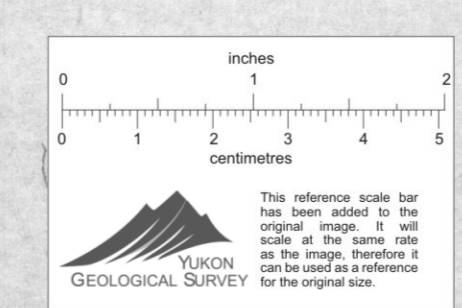 inches
0 1 2
0 1 2 3 4 5
centimetres
This reference scale bar
has been added to the
original image. It will
scale at the same rate
as the image, therefore it
can be used as a reference
for the original size.
YUKON
GEOLOGICAL SURVEY